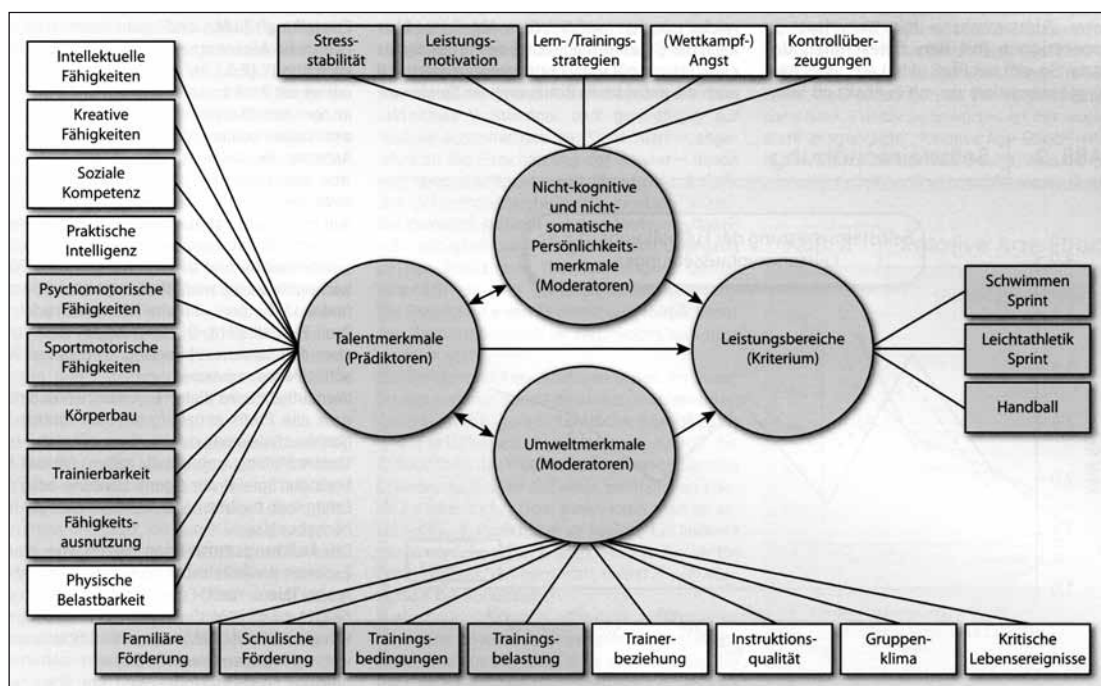 Intellektuelle
Fähigkeiten
Kreative
Fähigkeiten
Soziale
Kompetenz
Praktische
Intelligenz
Psychomotorische
Fähigkeiten
Sportmotorische
Fähigkeiten
Körperbau
Trainierbarkeit
Fähigkeits-
ausnutzung
Physische
Belastbarkeit
Stress-
stabilität
Leistungs-
motivation
Lern- /Trainings-
strategien
(Wettkampf-)
Angst
Kontrollüber-
zeugungen
Nicht-kognitive
und nicht-
somatische
Persönlichkeits-
merkmale
(Moderatoren)
Talentmerkmale
(Prädiktoren)
Leistungsbereiche
(Kriterium)
Umweltmerkmale
(Moderatoren)
Schwimmen
Sprint
Leichtathletik
Sprint
Handball
Familiäre
Förderung
Schulische
Förderung
Trainings-
bedingungen
Trainings-
belastung
Trainer-
beziehung
Instruktions-
qualität
Gruppen-
klima
Kritische
Lebensereignisse